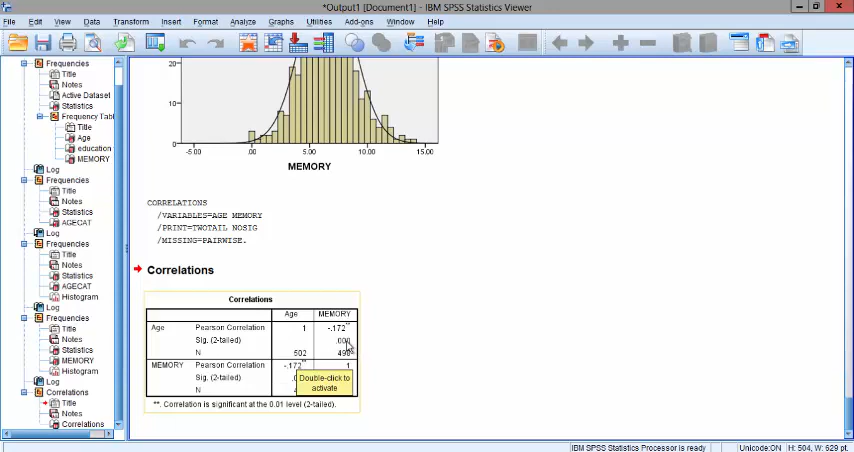 *Output1 [Document1] - IBM SPSS Statistics Viewer
File Edit View Data Transform Insert Format Analyze Graphs Utilities Add-ons Window Help
Frequencies
Title
Notes
Active Dataset
Statistics
Frequency Tabl
Title
Age
education
MEMORY
Log
Frequencies
Title
Notes
Statistics
AGECAT
Log
Frequencies
Title
Notes
Statistics
AGECAT
Histogram
Log
Frequencies
Title
Notes
Statistics
MEMORY
Histogram
Log
Correlations
Title
Notes
Correlations
20
10
0
-5.00 .00 5.00 10.00 15.00
MEMORY
CORRELATIONS
/VARIABLES=AGE MEMORY
/PRINT=TWOTAIL NOSIG
/MISSING=PAIRWISE.
Correlations
Correlations
Age MEMORY
Age Pearson Correlation 1 -.172**
Sig. (2-tailed) .000
N 502
MEMORY Pearson Correlation -.172** 1
Sig. (2-tailed)
N
Double-click to
activate
**. Correlation is significant at the 0.01 level (2-tailed).
IBM SPSS Statistics Processor is ready Unicode:ON H: 504, W: 629 pt.